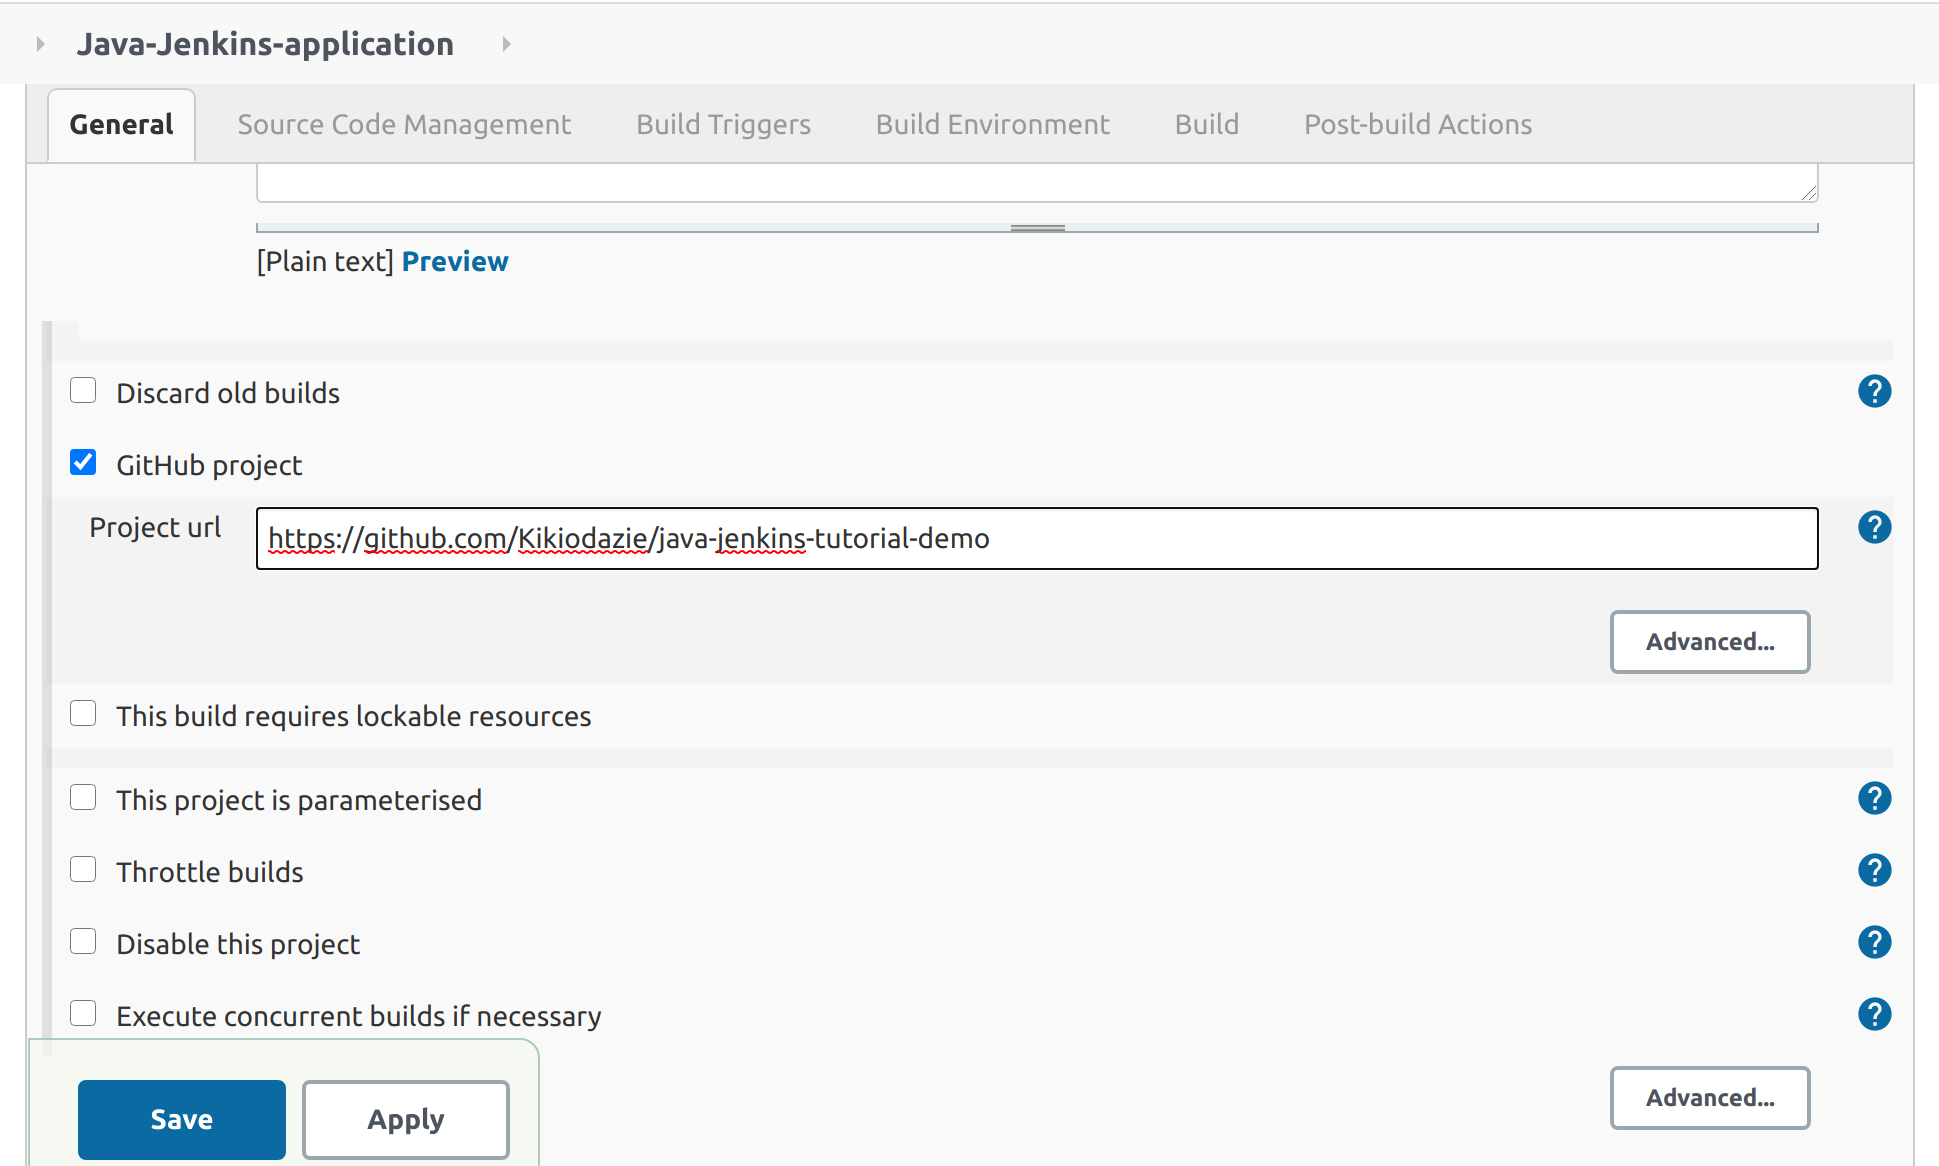 Java-Jenkins-application
General Source Code Management Build Triggers Build Environment Build Post-build Actions
[Plain text] Preview
Discard old builds ?
GitHub project
Project url https://github.com/Kikiodazie/java-jenkins-tutorial-demo ?
Advanced...
This build requires lockable resources
This project is parameterised ?
Throttle builds ?
Disable this project ?
Execute concurrent builds if necessary ?
Advanced...
Save Apply